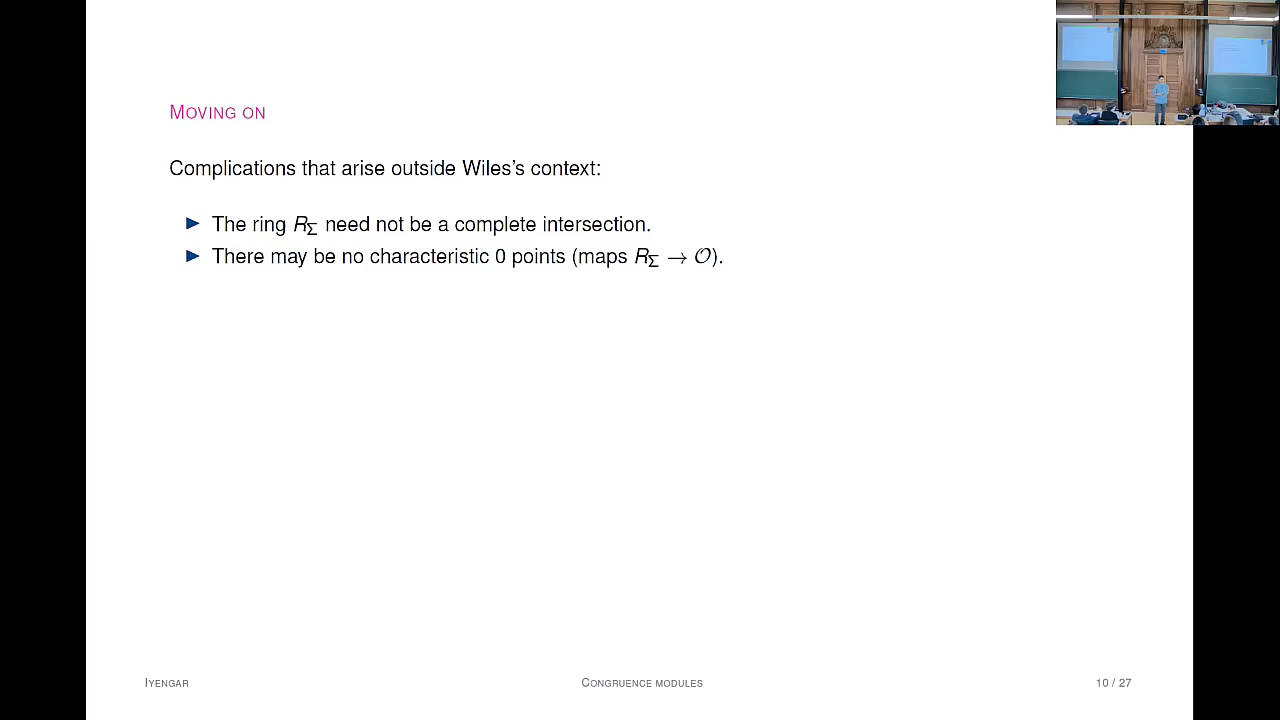 MOVING ON
Complications that arise outside Wiles's context:
▶ The ring R_Σ need not be a complete intersection.
▶ There may be no characteristic 0 points (maps R_Σ → 𝒪).
IYENGAR
CONGRUENCE MODULES
10 / 27